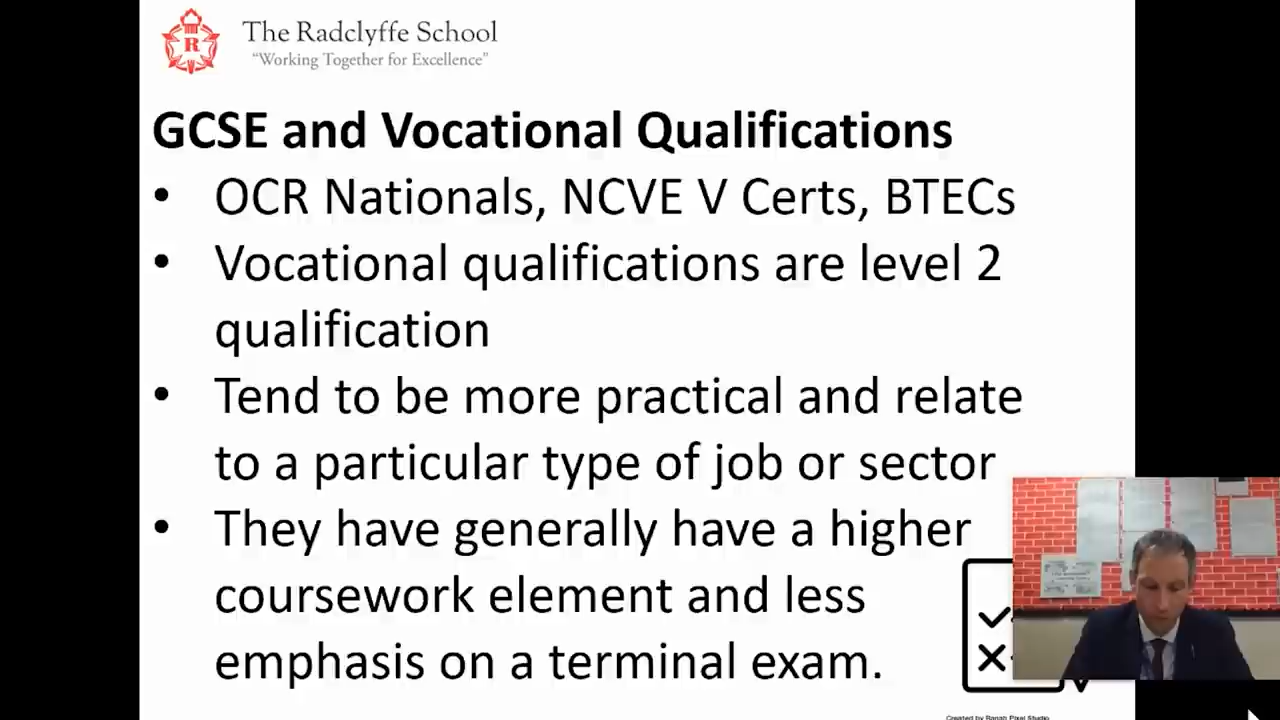 The Radclyffe School
"Working Together for Excellence"
R
GCSE and Vocational Qualifications
• OCR Nationals, NCVE V Certs, BTECs
• Vocational qualifications are level 2
qualification
• Tend to be more practical and relate
to a particular type of job or sector
• They have generally have a higher
coursework element and less
emphasis on a terminal exam.